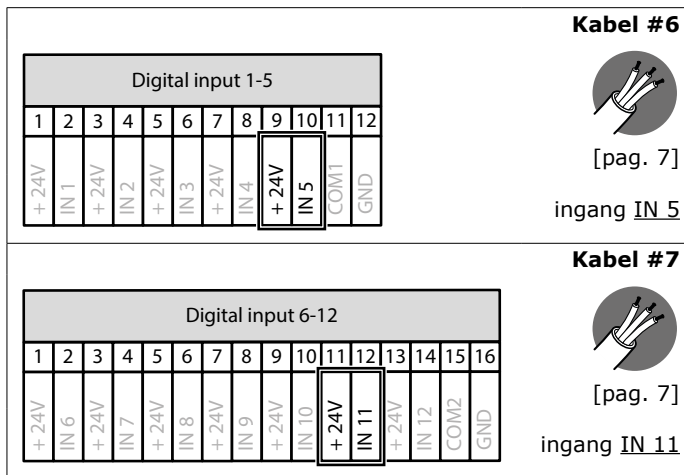 Kabel #6
Digital input 1-5
1 2 3 4 5 6 7 8 9 10 11 12
+ 24V IN 1 + 24V IN 2 + 24V IN 3 + 24V IN 4 + 24V IN 5 COM1 GND
[pag. 7]
ingang IN 5
Kabel #7
Digital input 6-12
1 2 3 4 5 6 7 8 9 10 11 12 13 14 15 16
+ 24V IN 6 + 24V IN 7 + 24V IN 8 + 24V IN 9 + 24V IN 10 + 24V IN 11 + 24V IN 12 COM2 GND
[pag. 7]
ingang IN 11